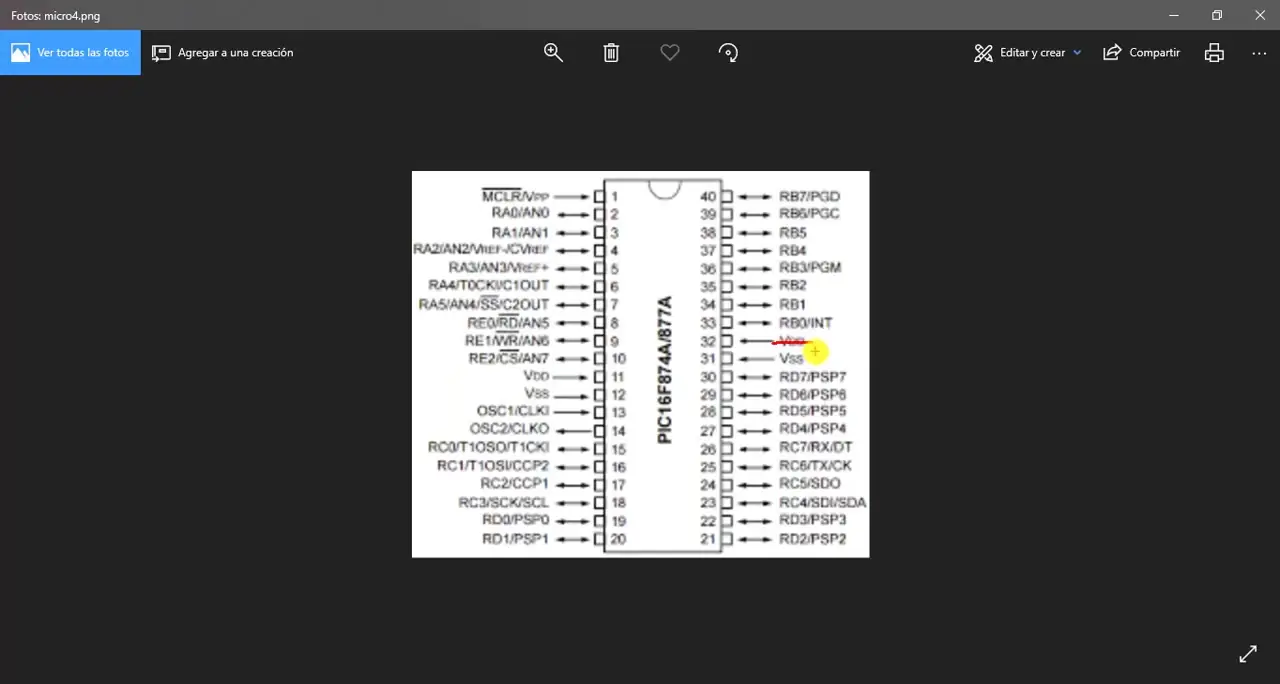 Fotos: micro4.png
Ver todas las fotos
Agregar a una creación
Editar y crear
Compartir
MCLR/VPP 1 40 RB7/PGD
RA0/AN0 2 39 RB6/PGC
RA1/AN1 3 38 RB5
RA2/AN2/VREF-/CVREF 4 37 RB4
RA3/AN3/VREF+ 5 36 RB3/PGM
RA4/T0CKI/C1OUT 6 35 RB2
RA5/AN4/SS/C2OUT 7 34 RB1
RE0/RD/AN5 8 33 RB0/INT
RE1/WR/AN6 9 32 VDD
RE2/CS/AN7 10 31 VSS
VDD 11 30 RD7/PSP7
VSS 12 29 RD6/PSP6
OSC1/CLKI 13 28 RD5/PSP5
OSC2/CLKO 14 27 RD4/PSP4
RC0/T1OSO/T1CKI 15 26 RC7/RX/DT
RC1/T1OSI/CCP2 16 25 RC6/TX/CK
RC2/CCP1 17 24 RC5/SDO
RC3/SCK/SCL 18 23 RC4/SDI/SDA
RD0/PSP0 19 22 RD3/PSP3
RD1/PSP1 20 21 RD2/PSP2
PIC16F874A/877A